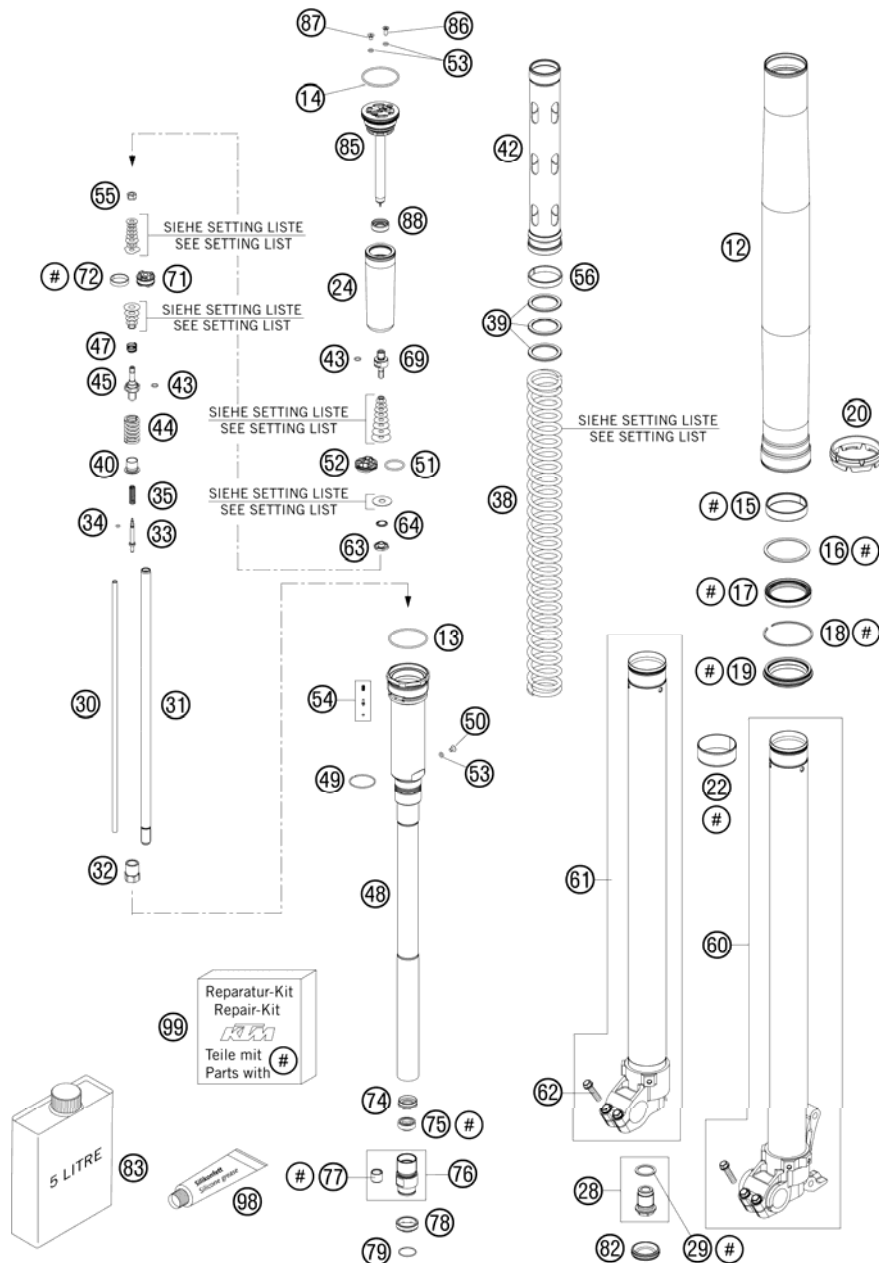 87
86
53
14
42
85
55
SIEHE SETTING LISTE
SEE SETTING LIST
88
12
# 72 71
24
56
SIEHE SETTING LISTE
SEE SETTING LIST
39
47
43 69
45 43
SIEHE SETTING LISTE
SEE SETTING LIST
20
44
SIEHE SETTING LISTE
SEE SETTING LIST
52 51
40
35
SIEHE SETTING LISTE
SEE SETTING LIST
38
# 15
34 33
64
63
16 #
# 17
13
18 #
# 19
54
30 31
50
53
22
#
49
32
61
48
60
Reparatur-Kit
Repair-Kit
KTM
99
Teile mit
Parts with
#
62
74
75 #
5 LITRE
83
Silikonfett
Silicone grease
98
# 77 76
28
78
79
82 29 #